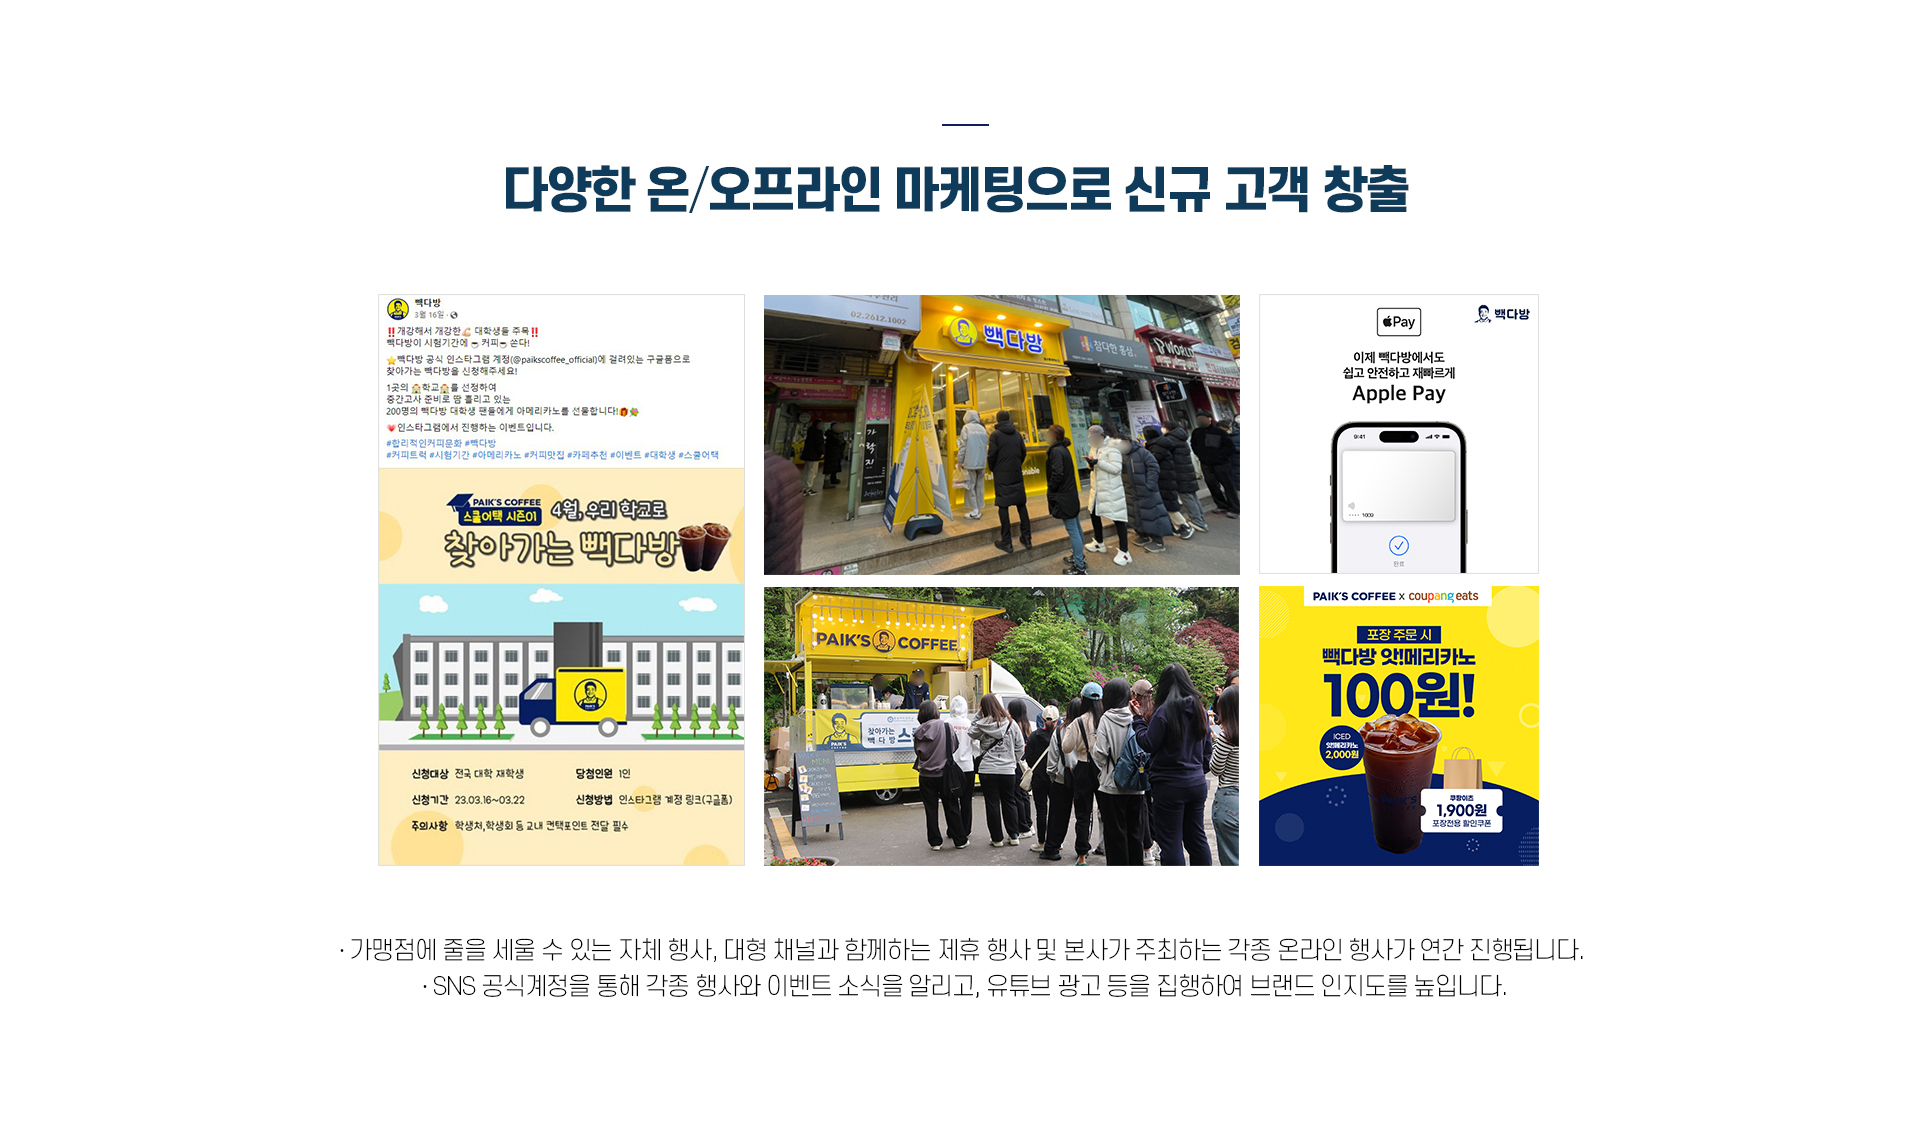 다양한 온/오프라인 마케팅으로 신규 고객 창출
빽다방
3월 16일
‼️개강해서 개강한💪🏻 대학생들 주목‼️
빽다방이 시험기간에 ☕커피☕ 쏜다!
⭐빽다방 공식 인스타그램 계정(@paikscoffee_official)에 걸려있는 구글폼으로
찾아가는 빽다방을 신청해주세요!
1곳의 🏫학교🏫를 선정하여
중간고사 준비로 땀 흘리고 있는
200명의 빽다방 대학생 팬들에게 아메리카노를 선물합니다!🎁💐
💗인스타그램에서 진행하는 이벤트입니다.
#합리적인커피문화 #빽다방
#커피트럭 #시험기간 #아메리카노 #커피맛집 #카페추천 #이벤트 #대학생 #스쿨어택
PAIK'S COFFEE
스쿨어택 시즌1
4월, 우리 학교로
찾아가는 빽다방
신청대상 전국 대학 재학생
당첨인원 1인
신청기간 23.03.16~03.22
신청방법 인스타그램 계정 링크(구글폼)
주의사항 학생처,학생회 등 교내 컨택포인트 전달 필수
02.2612.1002
빽다방
참다한 홍삼
PWORLD
가락지
Jewelry
PAIK'S COFFEE
찾아가는
빽다방
PAIK'S
COFFEE
MENU
Pay
빽다방
이제 빽다방에서도
쉽고 안전하고 재빠르게
Apple Pay
9:41
•••• 1009
완료
PAIK'S COFFEE x coupang eats
포장 주문 시
빽다방 앗!메리카노
100원!
ICED
앗!메리카노
2,000원
쿠팡이츠
1,900원
포장전용 할인쿠폰
· 가맹점에 줄을 세울 수 있는 자체 행사, 대형 채널과 함께하는 제휴 행사 및 본사가 주최하는 각종 온라인 행사가 연간 진행됩니다.
· SNS 공식계정을 통해 각종 행사와 이벤트 소식을 알리고, 유튜브 광고 등을 집행하여 브랜드 인지도를 높입니다.